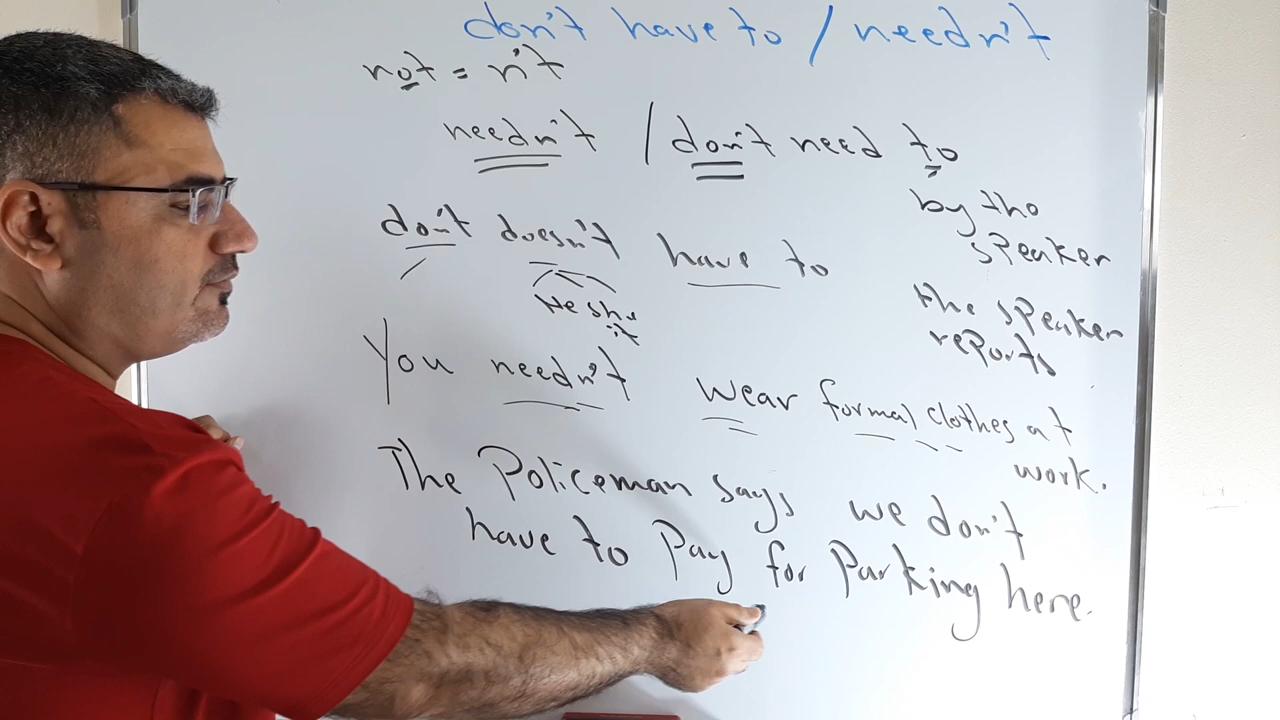 don't have to / needn't
not = n't
needn't / don't need to
by the
speaker
don't doesn't have to
He she
it
the speaker
reports
You needn't wear formal clothes at
work.
The Policeman says we don't
have to Pay for Parking here.